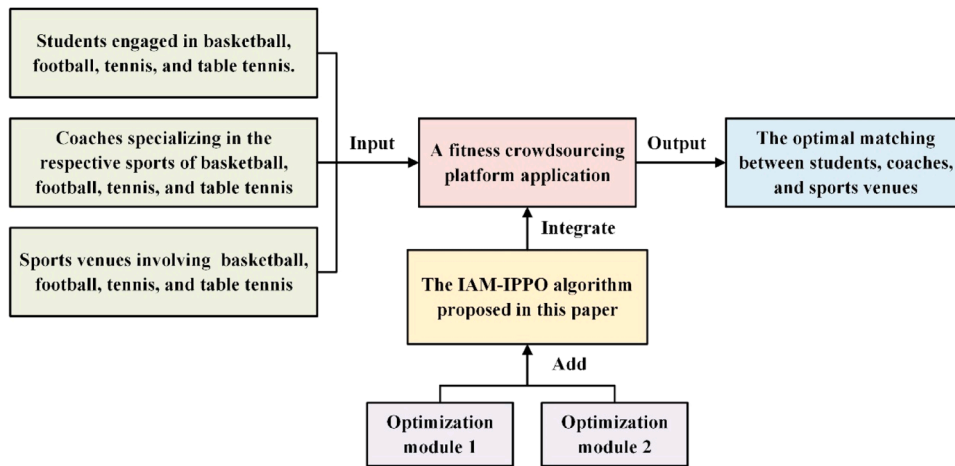 Students engaged in basketball,
football, tennis, and table tennis.
Coaches specializing in the
respective sports of basketball,
football, tennis, and table tennis
Sports venues involving basketball,
football, tennis, and table tennis
Input
A fitness crowdsourcing
platform application
Output
The optimal matching
between students, coaches,
and sports venues
Integrate
The IAM-IPPO algorithm
proposed in this paper
Add
Optimization
module 1
Optimization
module 2